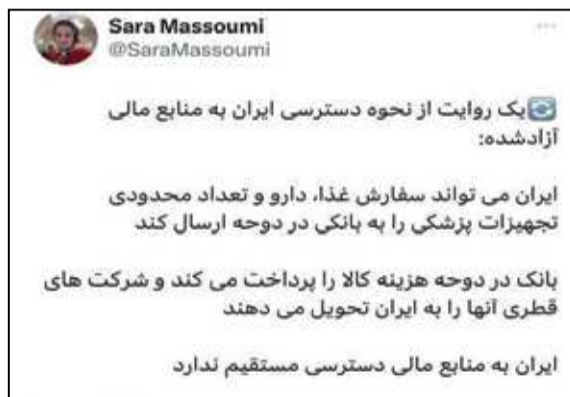 Sara Massoumi
@SaraMassoumi
یک روایت از نحوه دسترسی ایران به منابع مالی
آزادشده:
ایران می تواند سفارش غذا، دارو و تعداد محدودی
تجهیزات پزشکی را به بانکی در دوحه ارسال کند
بانک در دوحه هزینه کالا را پرداخت می کند و شرکت های
قطری آنها را به ایران تحویل می دهند
ایران به منابع مالی دسترسی مستقیم ندارد